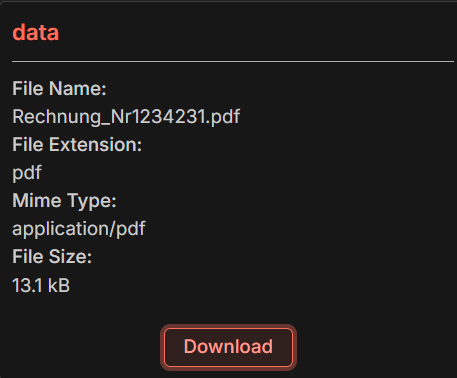 data
File Name:
Rechnung_Nr1234231.pdf
File Extension:
pdf
Mime Type:
application/pdf
File Size:
13.1 kB
Download